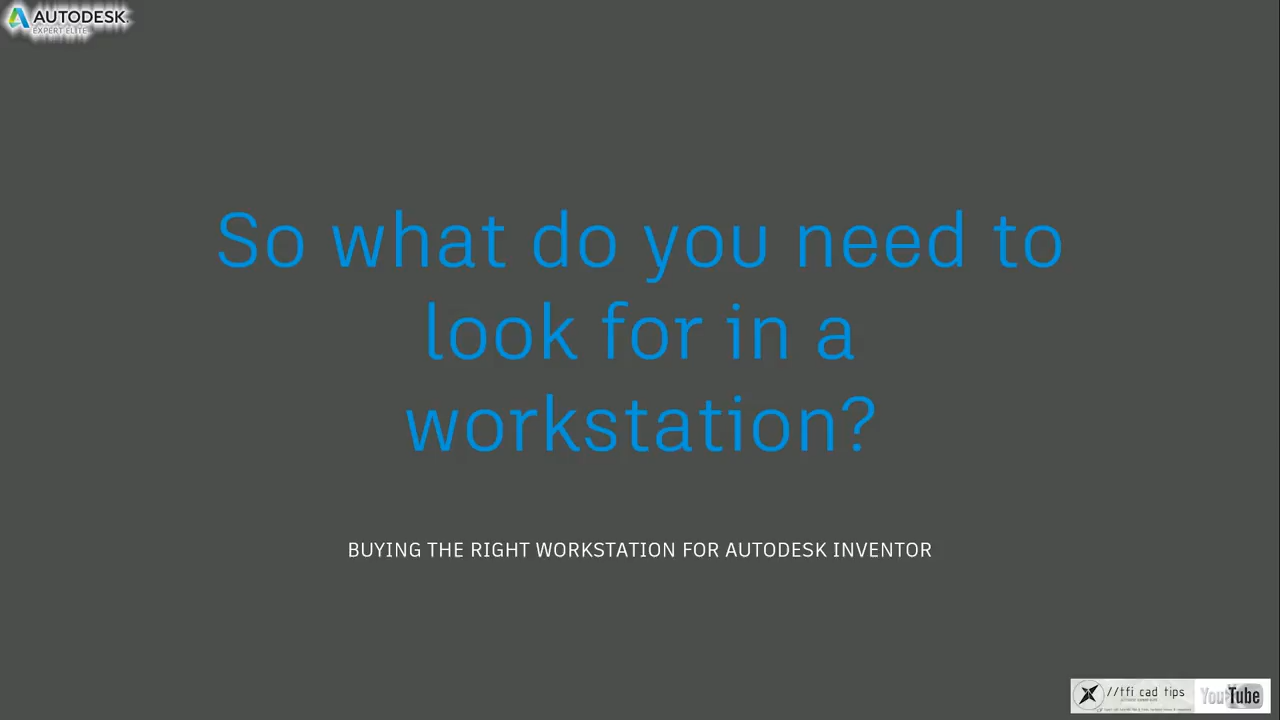 AUTODESK.
EXPERT ELITE
So what do you need to
look for in a
workstation?
BUYING THE RIGHT WORKSTATION FOR AUTODESK INVENTOR
//tfi cad tips
YouTube